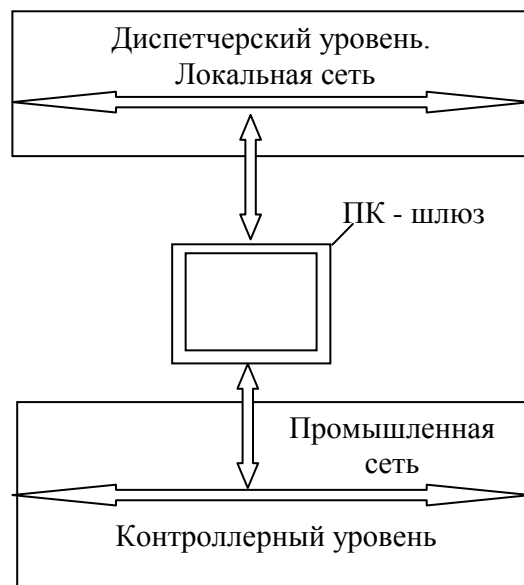 Диспетчерский уровень.
Локальная сеть
ПК - шлюз
Промышленная
сеть
Контроллерный уровень